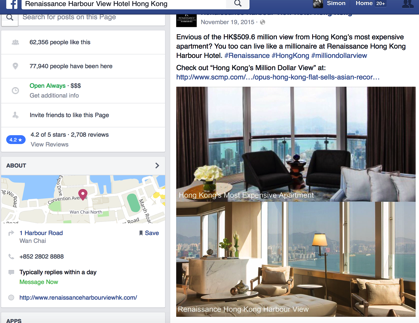 Renaissance Harbour View Hotel Hong Kong
Simon
Home 20+
Search for posts on this Page
62,356 people like this
77,940 people have been here
Open Always · $$$
Get additional info
Invite friends to like this Page
4.2 ★
4.2 of 5 stars · 2,708 reviews
View Reviews
ABOUT
Convention Avenue
Wan Chai North
Marsh Road
1 Harbour Road
Wan Chai
Save
+852 2802 8888
Typically replies within a day
Message Now
http://www.renaissanceharbourviewhk.com/
APPS
November 19, 2015 ·
Envious of the HK$509.6 million view from Hong Kong's most expensive
apartment? You too can live like a millionaire at Renaissance Hong Kong
Harbour Hotel. #Renaissance #HongKong #milliondollarview
Check out "Hong Kong's Million Dollar View" at:
http://www.scmp.com/.../opus-hong-kong-flat-sells-asian-recor...
Hong Kong's Most Expensive Apartment
Renaissance Hong Kong Harbour View